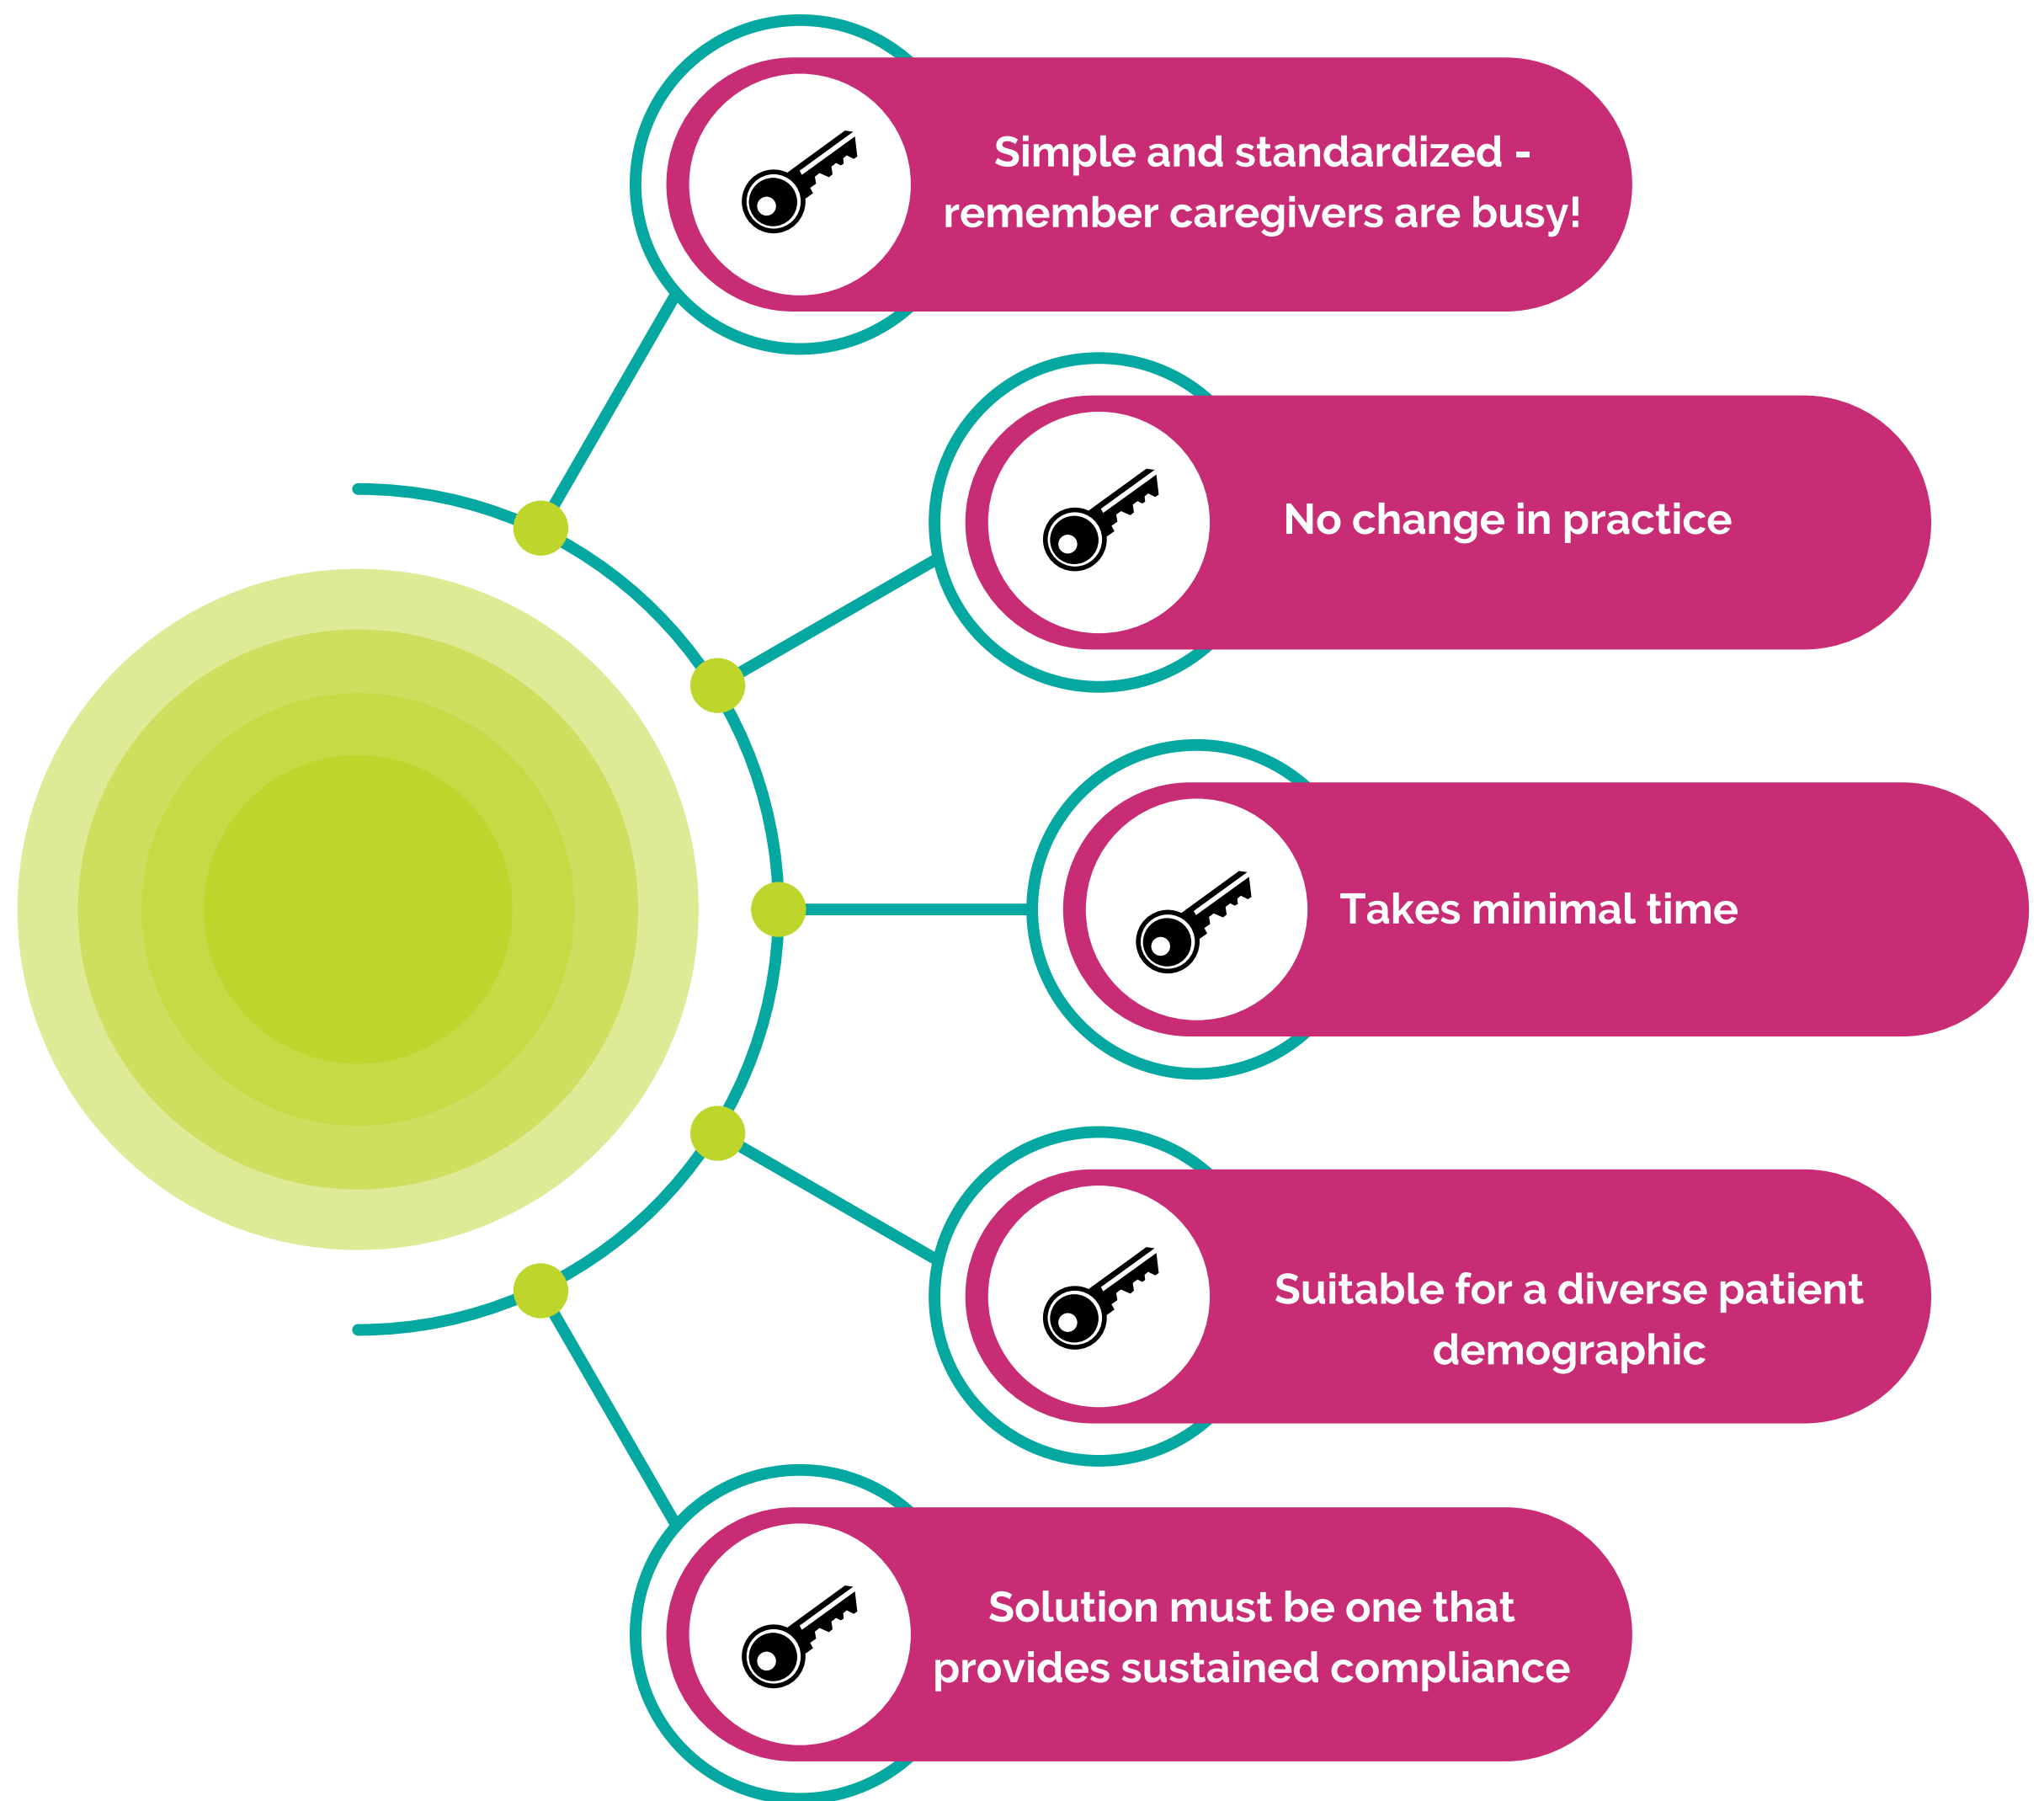 Simple and standardized -
remember caregivers are busy!
No change in practice
Takes minimal time
Suitable for a diverse patient
demographic
Solution must be one that
provides sustained compliance